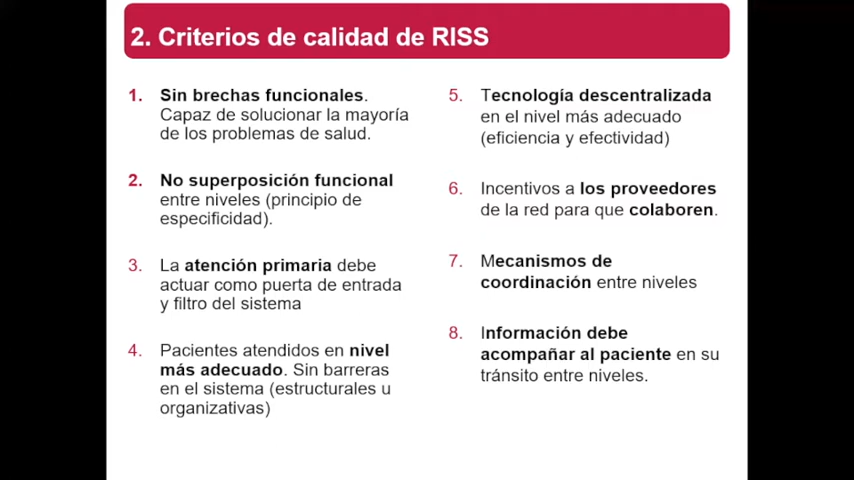 2. Criterios de calidad de RISS
1. Sin brechas funcionales.
Capaz de solucionar la mayoría
de los problemas de salud.
2. No superposición funcional
entre niveles (principio de
especificidad).
3. La atención primaria debe
actuar como puerta de entrada
y filtro del sistema
4. Pacientes atendidos en nivel
más adecuado. Sin barreras
en el sistema (estructurales u
organizativas)
5. Tecnología descentralizada
en el nivel más adecuado
(eficiencia y efectividad)
6. Incentivos a los proveedores
de la red para que colaboren.
7. Mecanismos de
coordinación entre niveles
8. Información debe
acompañar al paciente en su
tránsito entre niveles.